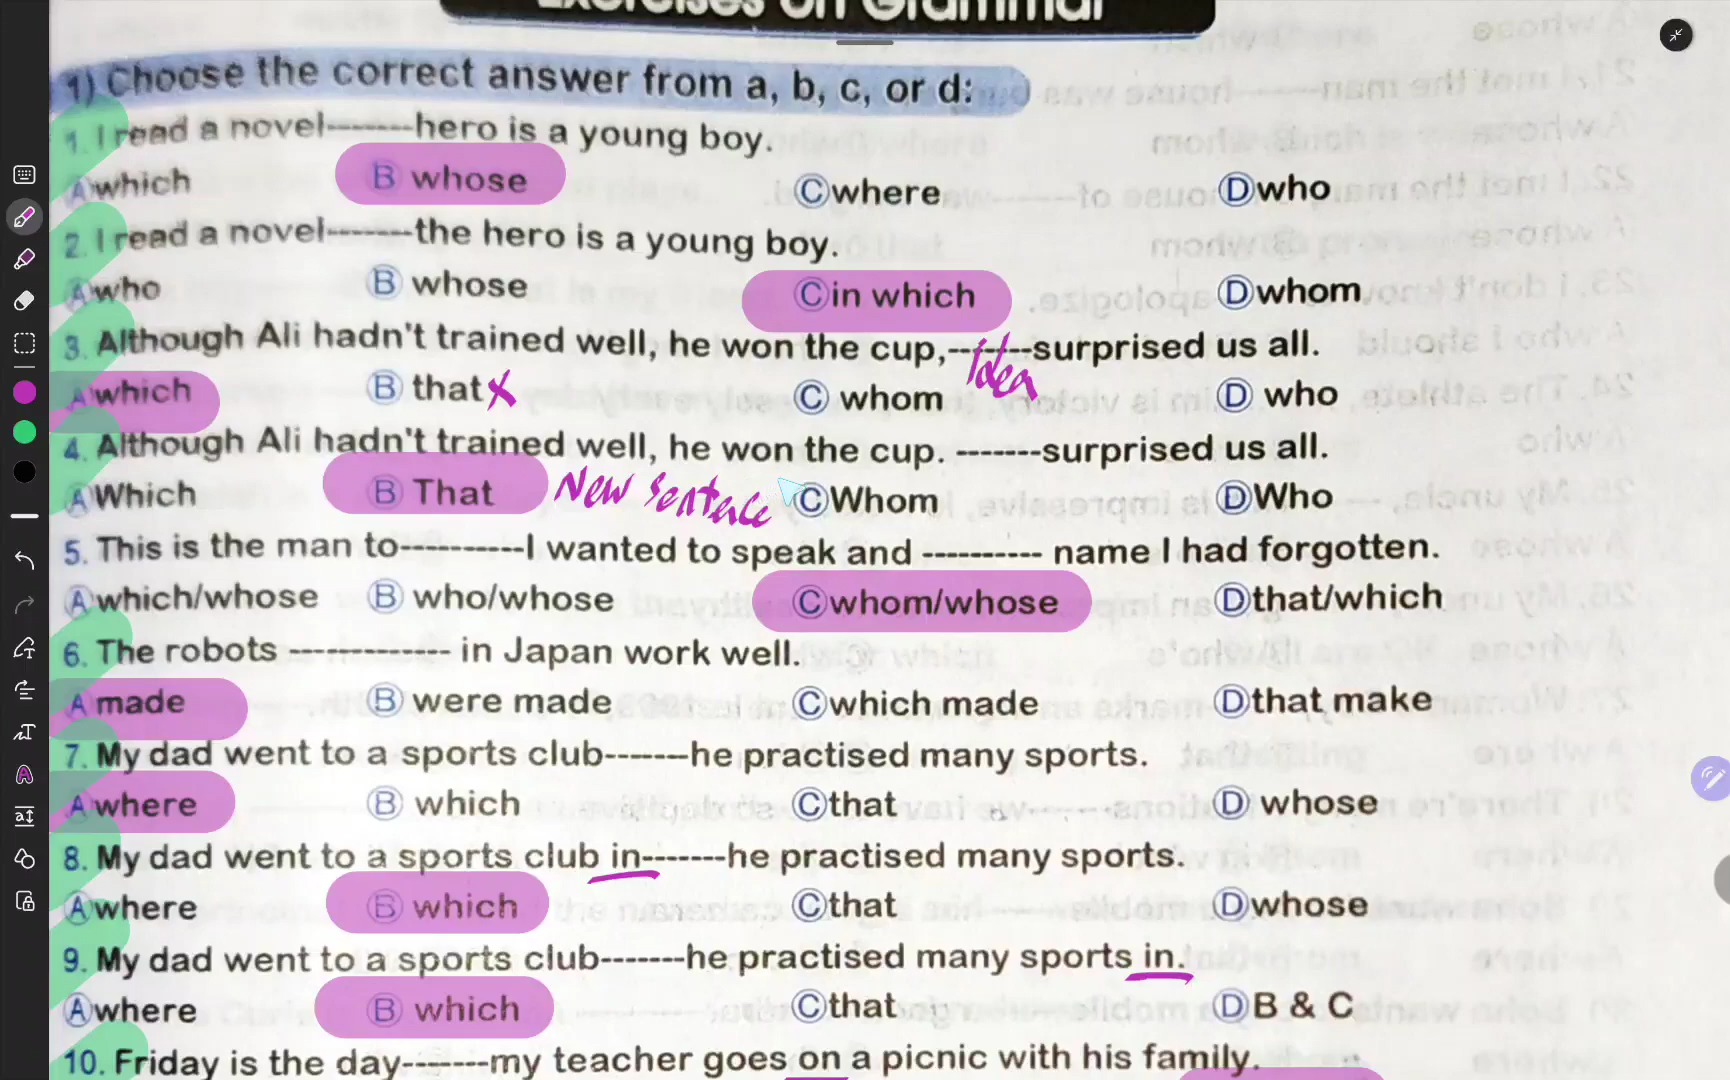 Exercises on Grammar
1) Choose the correct answer from a, b, c, or d:
1. I read a novel-------hero is a young boy.
A which B whose C where D who
2. I read a novel-------the hero is a young boy.
A who B whose C in which D whom
3. Although Ali hadn't trained well, he won the cup,-------surprised us all.
Idea
A which B that x C whom D who
4. Although Ali hadn't trained well, he won the cup. -------surprised us all.
A Which B That New sentence C Whom D Who
5. This is the man to----------I wanted to speak and ---------- name I had forgotten.
A which/whose B who/whose C whom/whose D that/which
6. The robots ------------- in Japan work well.
A made B were made C which made D that make
7. My dad went to a sports club-------he practised many sports.
A where B which C that D whose
8. My dad went to a sports club in-------he practised many sports.
A where B which C that D whose
9. My dad went to a sports club-------he practised many sports in.
A where B which C that D B & C
10. Friday is the day-------my teacher goes on a picnic with his family.